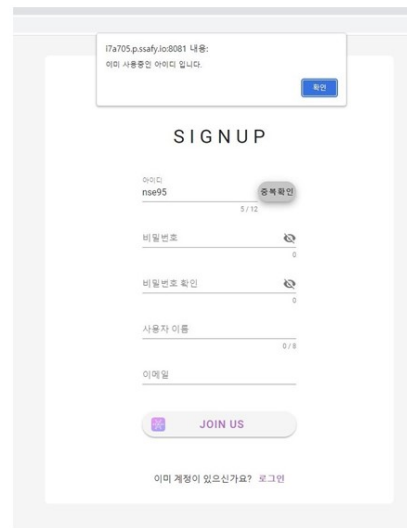 i7a705.p.ssafy.io:8081 내용:
이미 사용중인 아이디 입니다.
확인
SIGNUP
아이디
nse95
중복확인
5 / 12
비밀번호
0
비밀번호 확인
0
사용자 이름
0 / 8
이메일
JOIN US
이미 계정이 있으신가요? 로그인